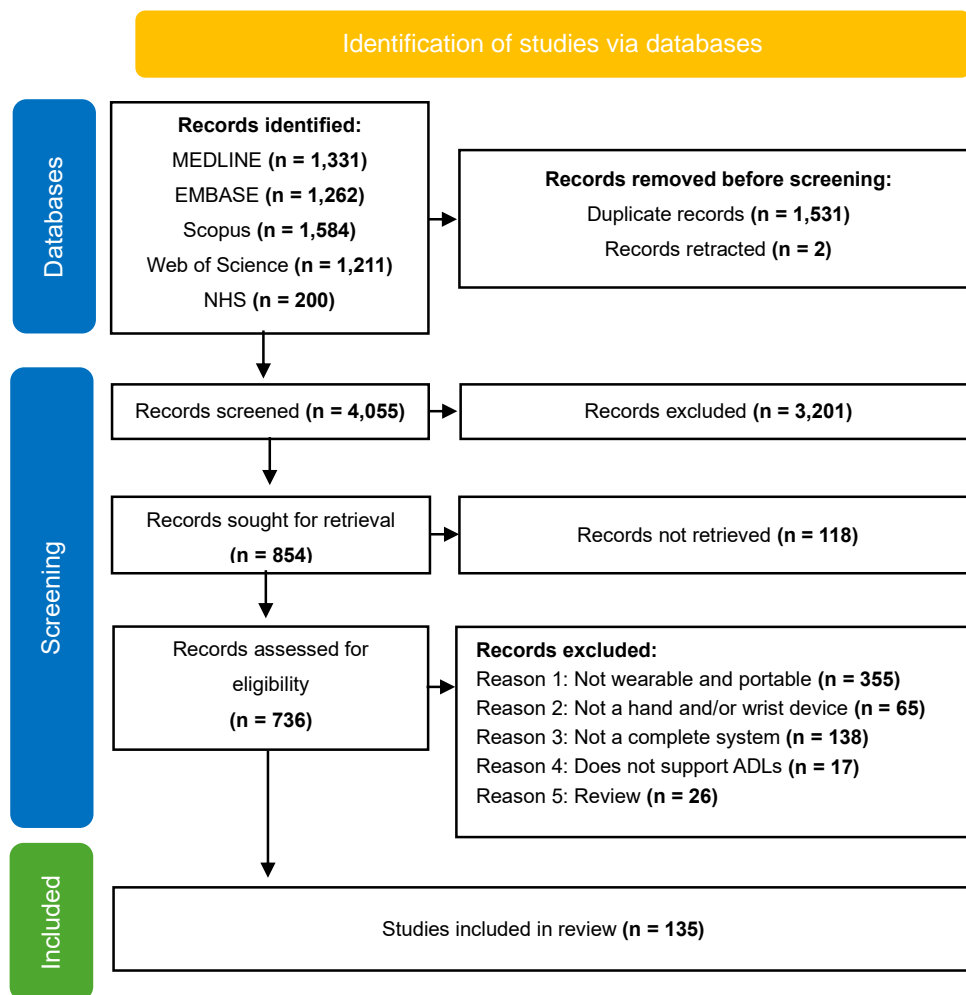 Identification of studies via databases
Databases
Records identified:
MEDLINE (n = 1,331)
EMBASE (n = 1,262)
Scopus (n = 1,584)
Web of Science (n = 1,211)
NHS (n = 200)
Records removed before screening:
Duplicate records (n = 1,531)
Records retracted (n = 2)
Screening
Records screened (n = 4,055)
Records excluded (n = 3,201)
Records sought for retrieval
(n = 854)
Records not retrieved (n = 118)
Records assessed for
eligibility
(n = 736)
Records excluded:
Reason 1: Not wearable and portable (n = 355)
Reason 2: Not a hand and/or wrist device (n = 65)
Reason 3: Not a complete system (n = 138)
Reason 4: Does not support ADLs (n = 17)
Reason 5: Review (n = 26)
Included
Studies included in review (n = 135)